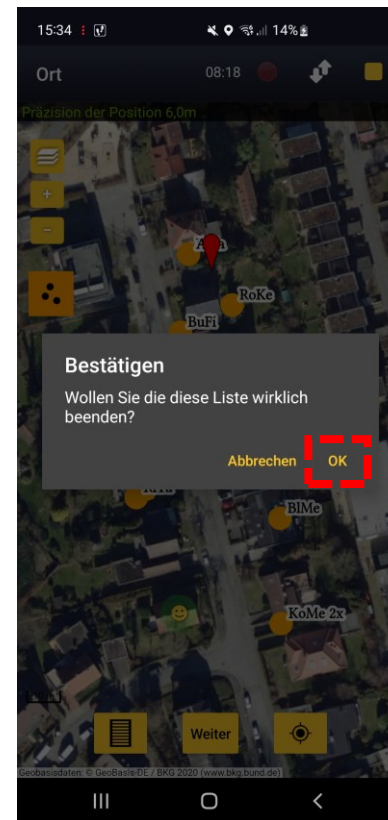 15:34
14%
Ort
08:18
Präzision der Position 6,0m
+
-
RoKe
BuFi
Bestätigen
Wollen Sie die diese Liste wirklich
beenden?
Abbrechen OK
BlMe
KoMe 2x
Weiter
Geobasisdaten: © GeoBasis-DE / BKG 2020 (www.bkg.bund.de)